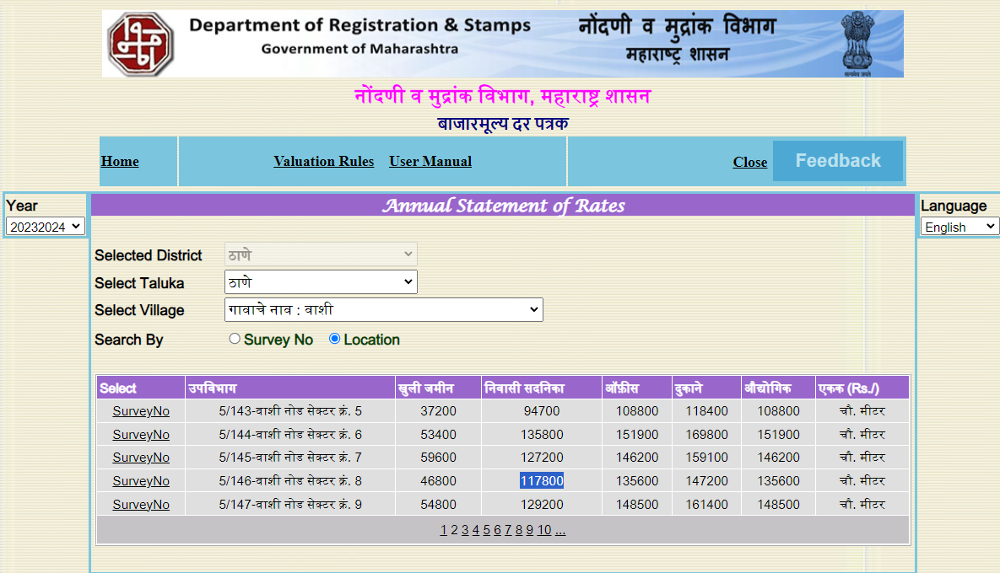 Department of Registration & Stamps
Government of Maharashtra
नोंदणी व मुद्रांक विभाग
महाराष्ट्र शासन
नोंदणी व मुद्रांक विभाग, महाराष्ट्र शासन
बाजारमूल्य दर पत्रक
Home Valuation Rules User Manual Close Feedback
Year
20232024
Annual Statement of Rates
Language
English
Selected District ठाणे
Select Taluka ठाणे
Select Village गावाचे नाव : वाशी
Search By Survey No Location
Select उपविभाग खुली जमीन निवासी सदनिका ऑफ़ीस दुकाने औद्योगिक एकक (Rs./)
SurveyNo 5/143-वाशी नोड सेक्टर क्रं. 5 37200 94700 108800 118400 108800 चौ. मीटर
SurveyNo 5/144-वाशी नोड सेक्टर क्रं. 6 53400 135800 151900 169800 151900 चौ. मीटर
SurveyNo 5/145-वाशी नोड सेक्टर क्रं. 7 59600 127200 146200 159100 146200 चौ. मीटर
SurveyNo 5/146-वाशी नोड सेक्टर क्रं. 8 46800 117800 135600 147200 135600 चौ. मीटर
SurveyNo 5/147-वाशी नोड सेक्टर क्रं. 9 54800 129200 148500 161400 148500 चौ. मीटर
1 2 3 4 5 6 7 8 9 10 ...